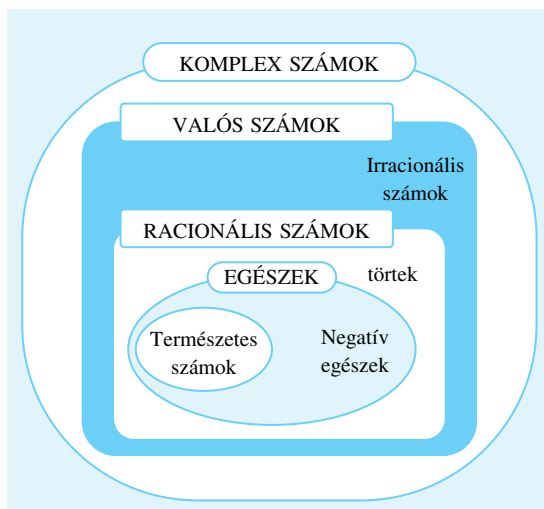 KOMPLEX SZÁMOK
VALÓS SZÁMOK
Irracionális
számok
RACIONÁLIS SZÁMOK
EGÉSZEK
törtek
Természetes
számok
Negatív
egészek